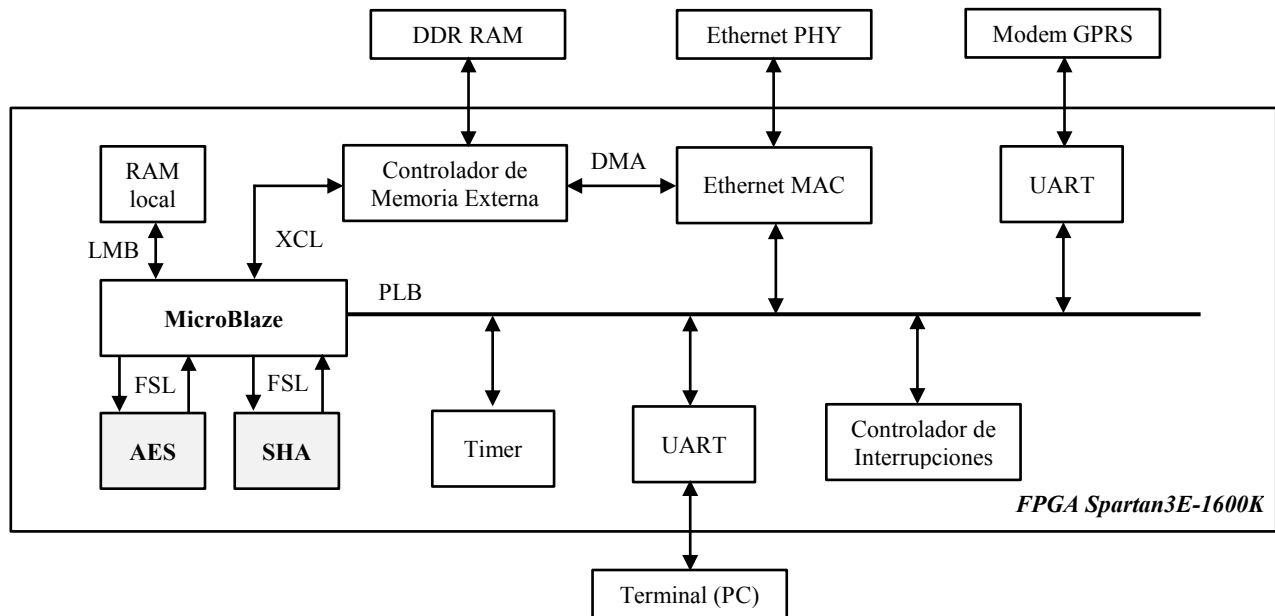 DDR RAM
Ethernet PHY
Modem GPRS
RAM
local
Controlador de
Memoria Externa
DMA
Ethernet MAC
UART
LMB
XCL
MicroBlaze
PLB
FSL
FSL
AES
SHA
Timer
UART
Controlador de
Interrupciones
FPGA Spartan3E-1600K
Terminal (PC)